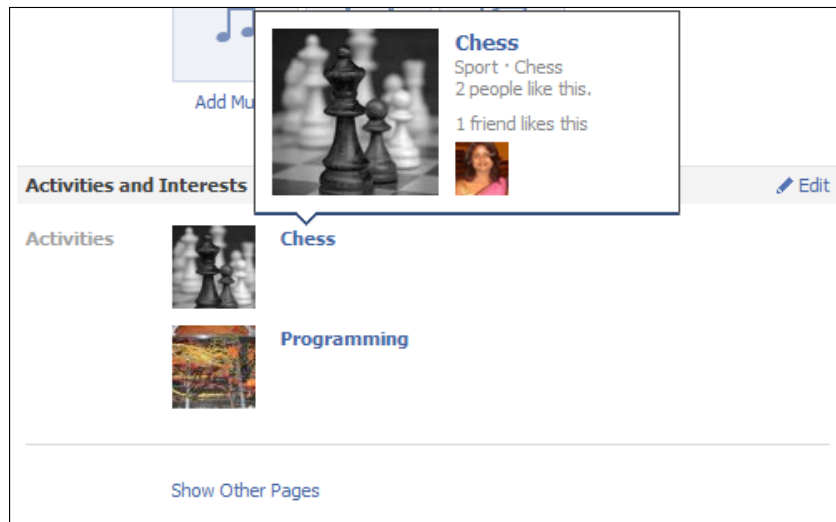 Chess
Sport · Chess
2 people like this.
1 friend likes this
Add Mu
Activities and Interests
Edit
Activities
Chess
Programming
Show Other Pages